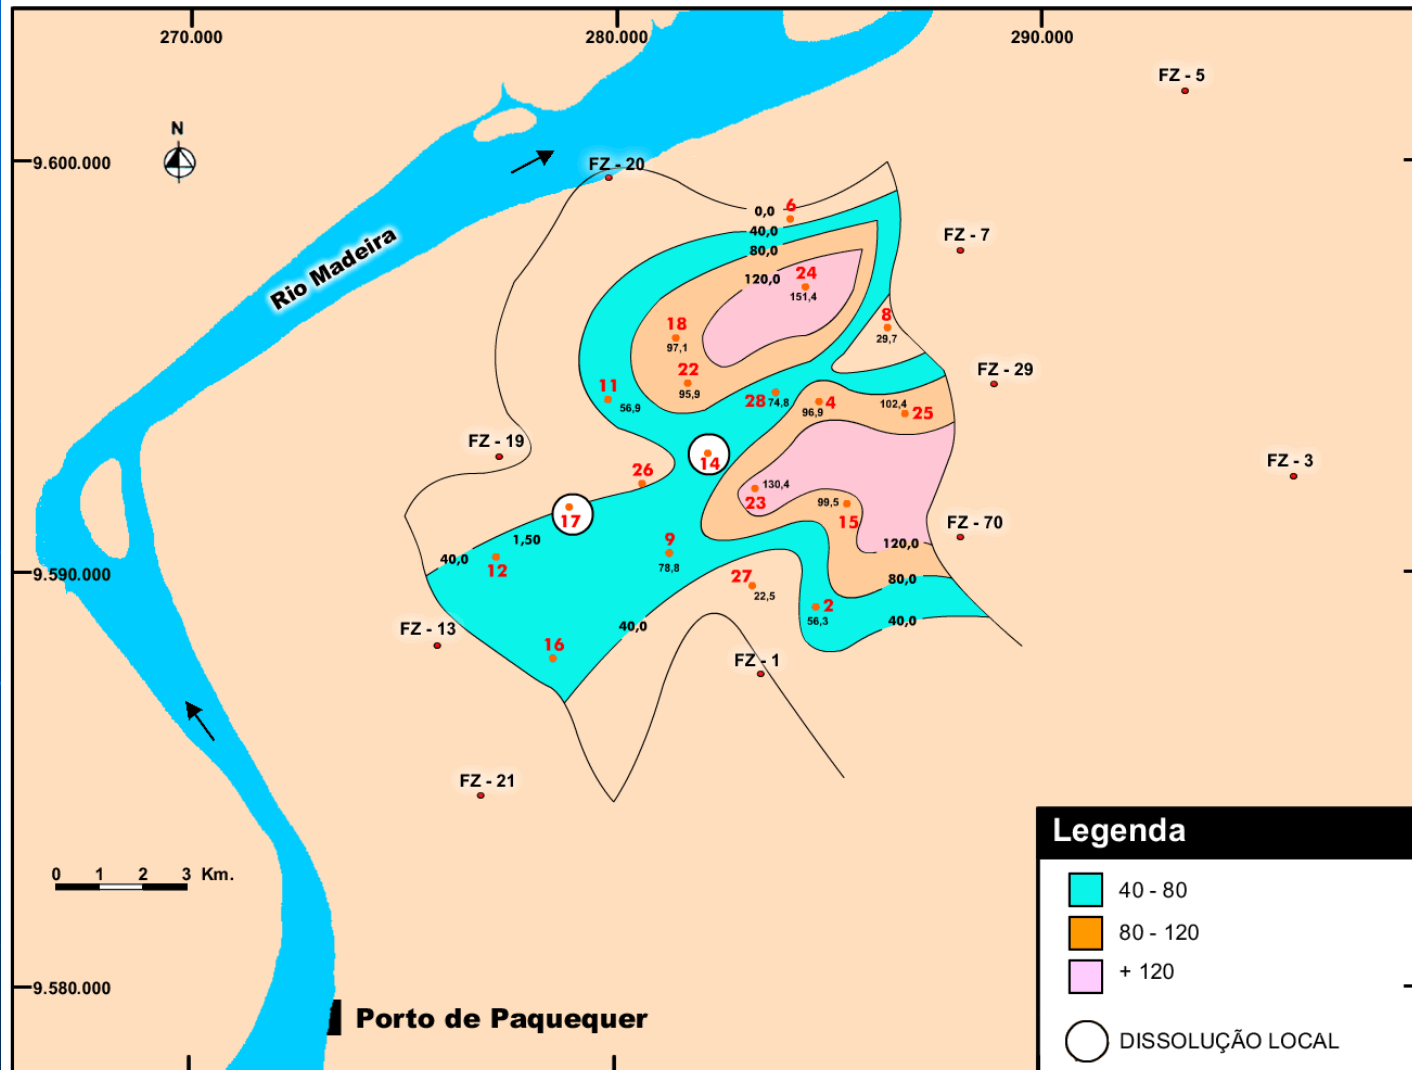 270.000
280.000
290.000
FZ - 5
N
9.600.000
FZ - 20
6
0,0
40,0
FZ - 7
Rio Madeira
80,0
24
120,0
151,4
8
29,7
18
97,1
22
95,9
FZ - 29
11
56,9
28
74,8
4
96,9
102,4
25
FZ - 19
14
FZ - 3
26
130,4
23
99,5
15
17
FZ - 70
1,50
9
78,8
120,0
40,0
12
9.590.000
27
22,5
80,0
2
56,3
40,0
FZ - 13
40,0
16
FZ - 1
FZ - 21
0 1 2 3 Km.
9.580.000
Porto de Paquequer
Legenda
40 - 80
80 - 120
+ 120
DISSOLUÇÃO LOCAL